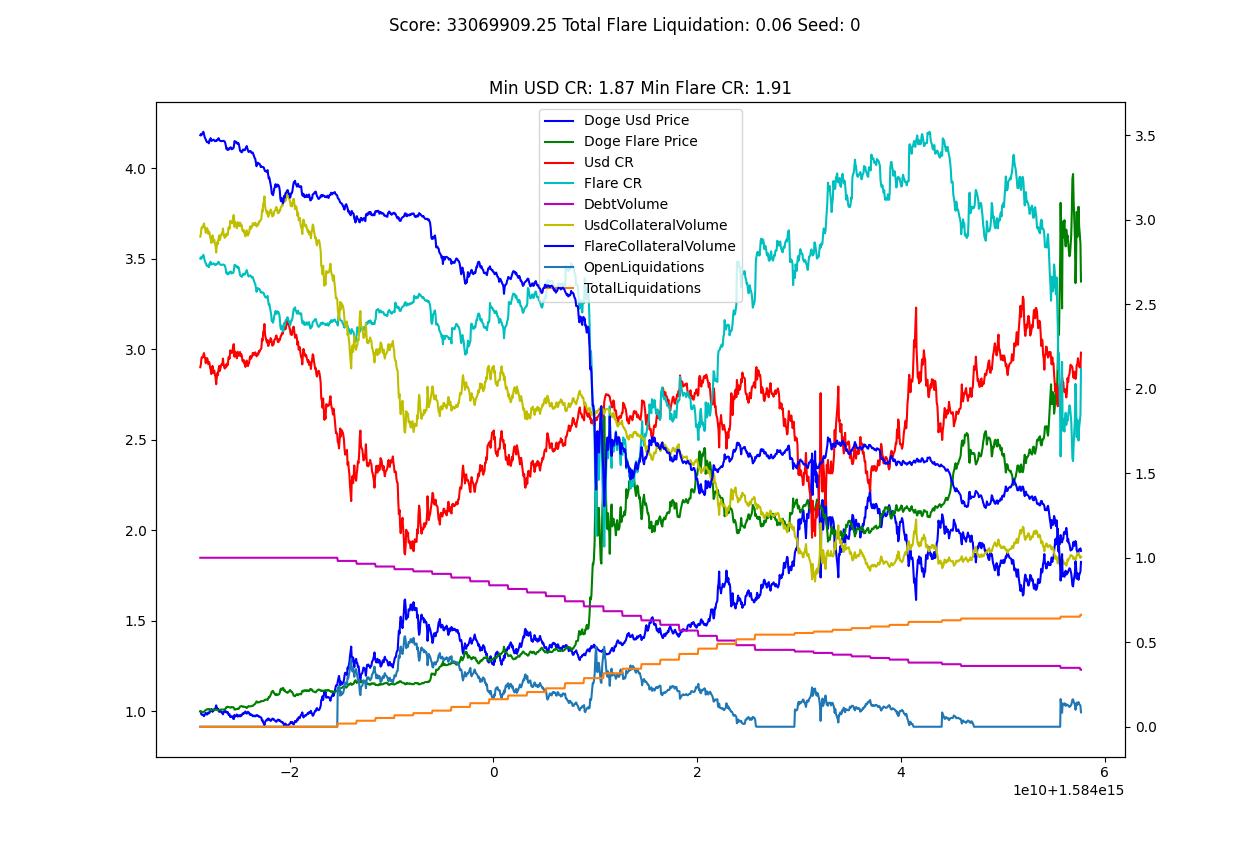 Score: 33069909.25 Total Flare Liquidation: 0.06 Seed: 0
Min USD CR: 1.87 Min Flare CR: 1.91
Doge Usd Price
Doge Flare Price
Usd CR
Flare CR
DebtVolume
UsdCollateralVolume
FlareCollateralVolume
OpenLiquidations
TotalLiquidations
4.0
3.5
3.0
2.5
2.0
1.5
1.0
3.5
3.0
2.5
2.0
1.5
1.0
0.5
0.0
−2 0 2 4 6
1e10+1.584e15